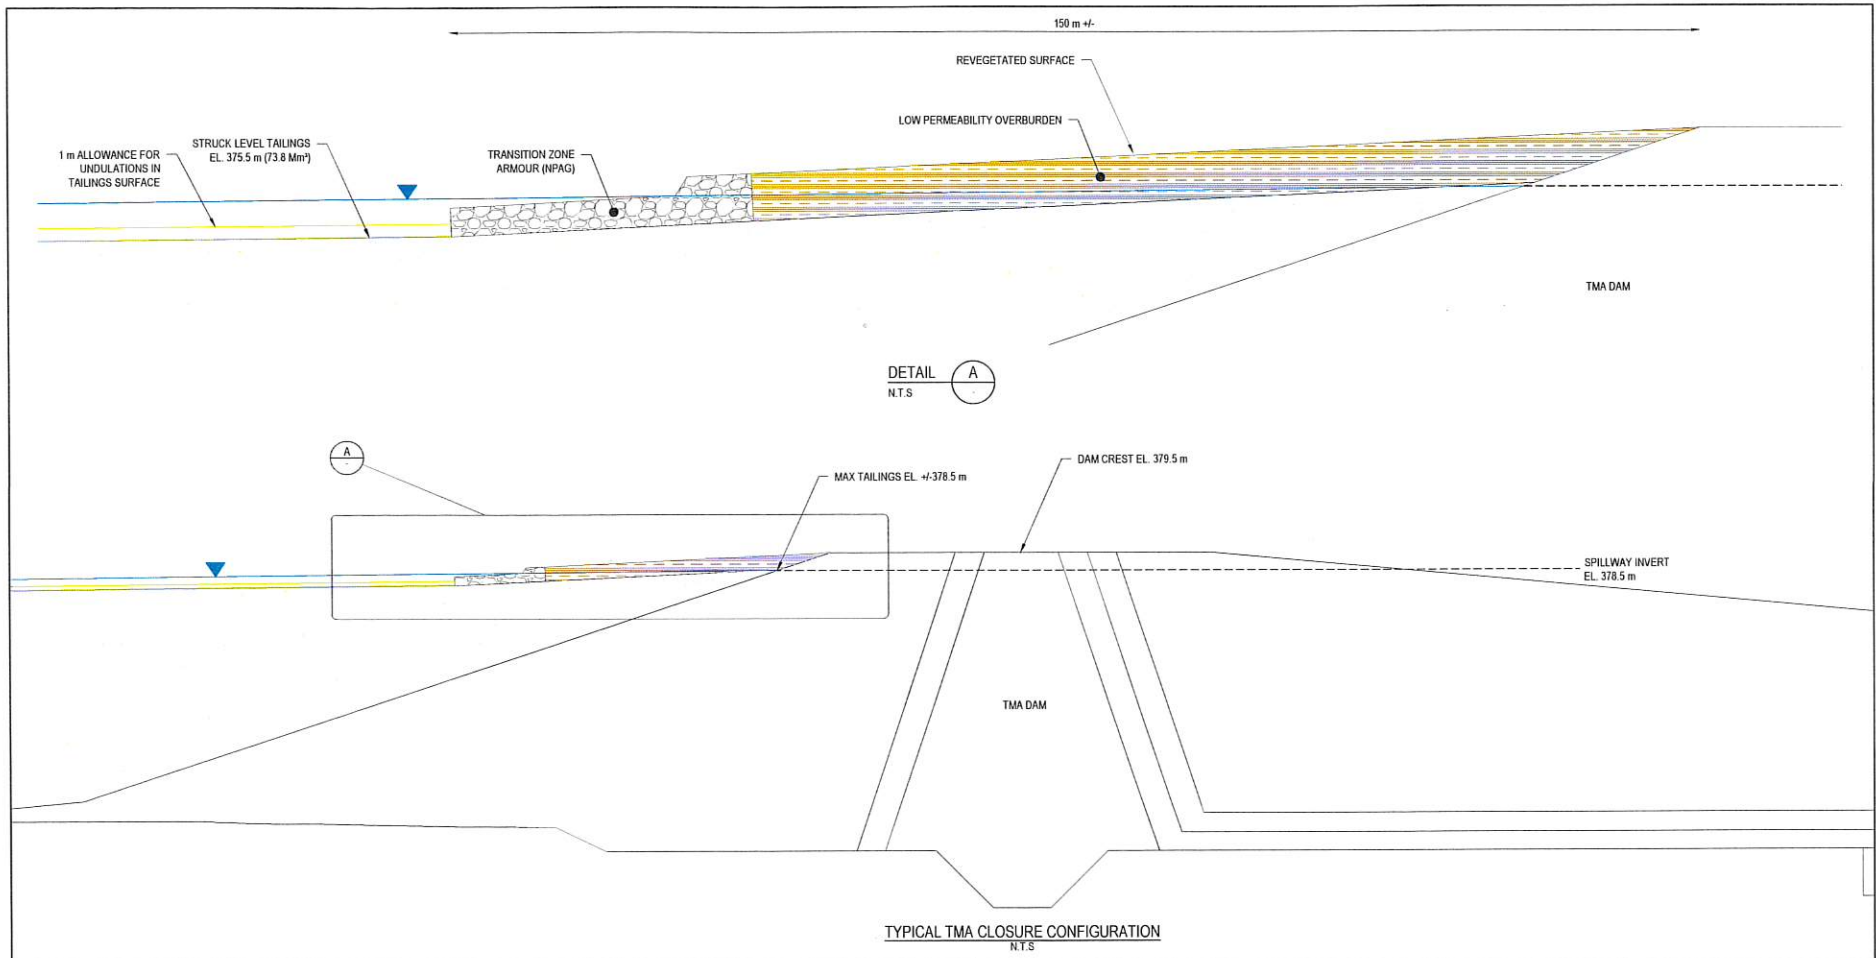 150 m +/-
REVEGETATED SURFACE
LOW PERMEABILITY OVERBURDEN
STRUCK LEVEL TAILINGS
EL. 375.5 m (73.8 Mm³)
1 m ALLOWANCE FOR
UNDULATIONS IN
TAILINGS SURFACE
TRANSITION ZONE
ARMOUR (NPAG)
TMA DAM
DETAIL A
N.T.S
-
A
-
DAM CREST EL. 379.5 m
MAX TAILINGS EL. +/-378.5 m
SPILLWAY INVERT
EL. 378.5 m
TMA DAM
TYPICAL TMA CLOSURE CONFIGURATION
N.T.S